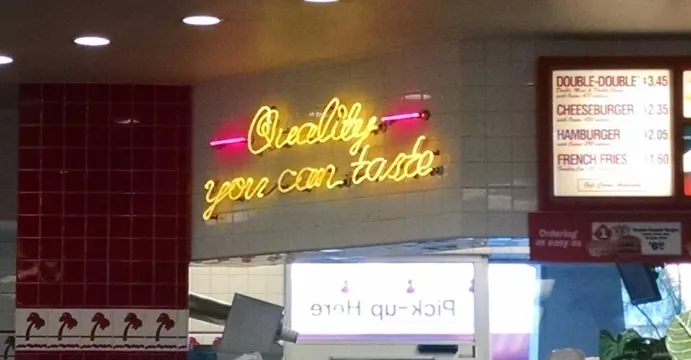 Quality
you can taste
DOUBLE-DOUBLE $3.45
CHEESEBURGER 2.35
HAMBURGER 2.05
FRENCH FRIES 1.60
Ordering
as easy as
1
Pick-up Here